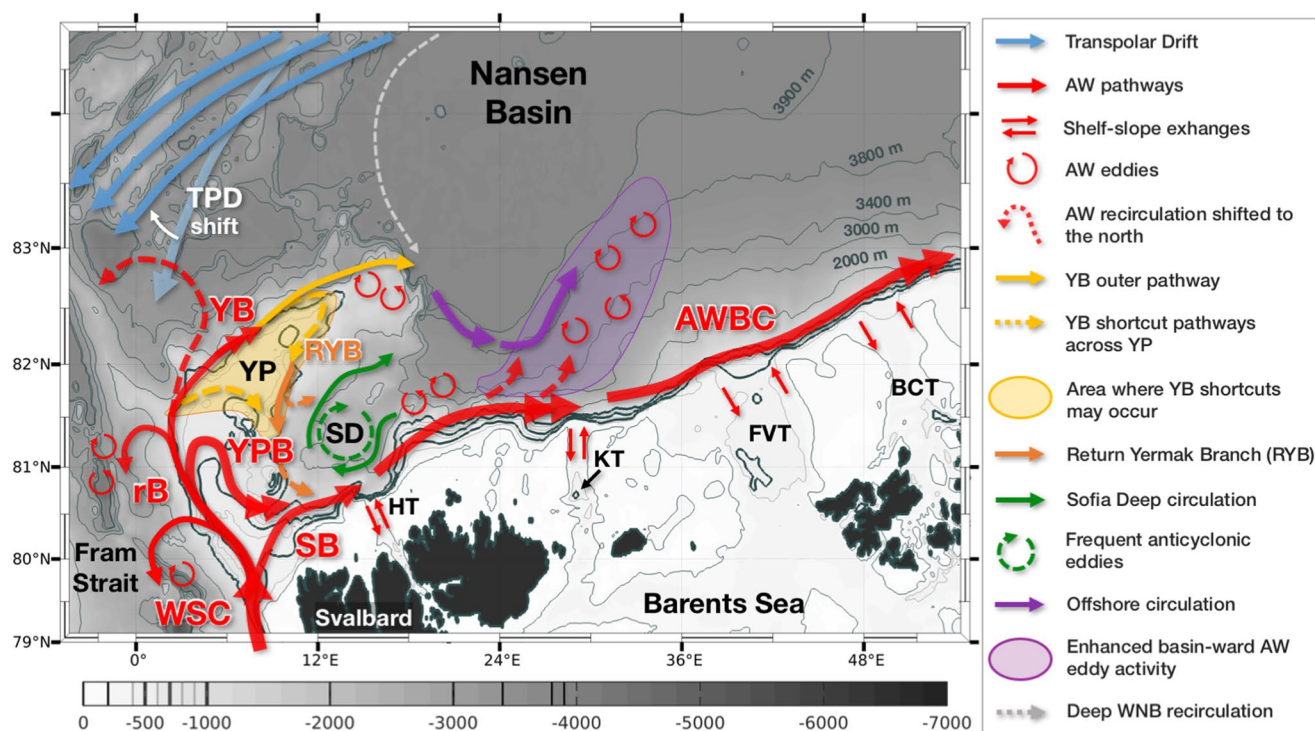 Nansen
Basin
3900 m
3800 m
3400 m
3000 m
2000 m
TPD
shift
83°N
82°N
81°N
80°N
79°N
YB
YP
RYB
YPB
SD
rB
SB
WSC
AWBC
HT
KT
FVT
BCT
Fram
Strait
Svalbard
Barents Sea
0°
12°E
24°E
36°E
48°E
0
-500
-1000
-2000
-3000
-4000
-5000
-6000
-7000
Transpolar Drift
AW pathways
Shelf-slope exhanges
AW eddies
AW recirculation shifted to
the north
YB outer pathway
YB shortcut pathways
across YP
Area where YB shortcuts
may occur
Return Yermak Branch (RYB)
Sofia Deep circulation
Frequent anticyclonic
eddies
Offshore circulation
Enhanced basin-ward AW
eddy activity
Deep WNB recirculation